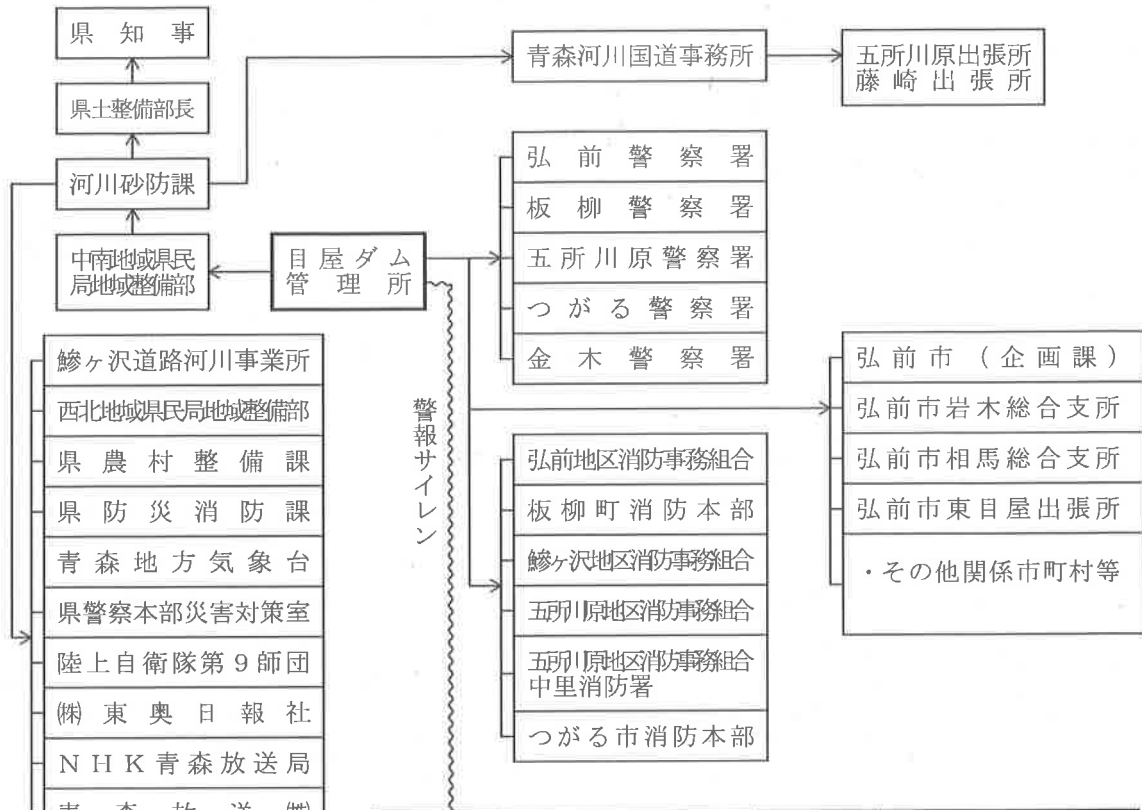 県知事
県土整備部長
河川砂防課
中南地域県民
局地域整備部
目屋ダム
管理所
青森河川国道事務所
五所川原出張所
藤崎出張所
弘前警察署
板柳警察署
五所川原警察署
つがる警察署
金木警察署
鰺ヶ沢道路河川事業所
西北地域県民局地域整備部
県農村整備課
県防災消防課
青森地方気象台
県警察本部災害対策室
陸上自衛隊第9師団
㈱東奥日報社
NHK青森放送局
青森放送㈱
警報サイレン
弘前地区消防事務組合
板柳町消防本部
鰺ヶ沢地区消防事務組合
五所川原地区消防事務組合
五所川原地区消防事務組合
中里消防署
つがる市消防本部
弘前市(企画課)
弘前市岩木総合支所
弘前市相馬総合支所
弘前市東目屋出張所
・その他関係市町村等